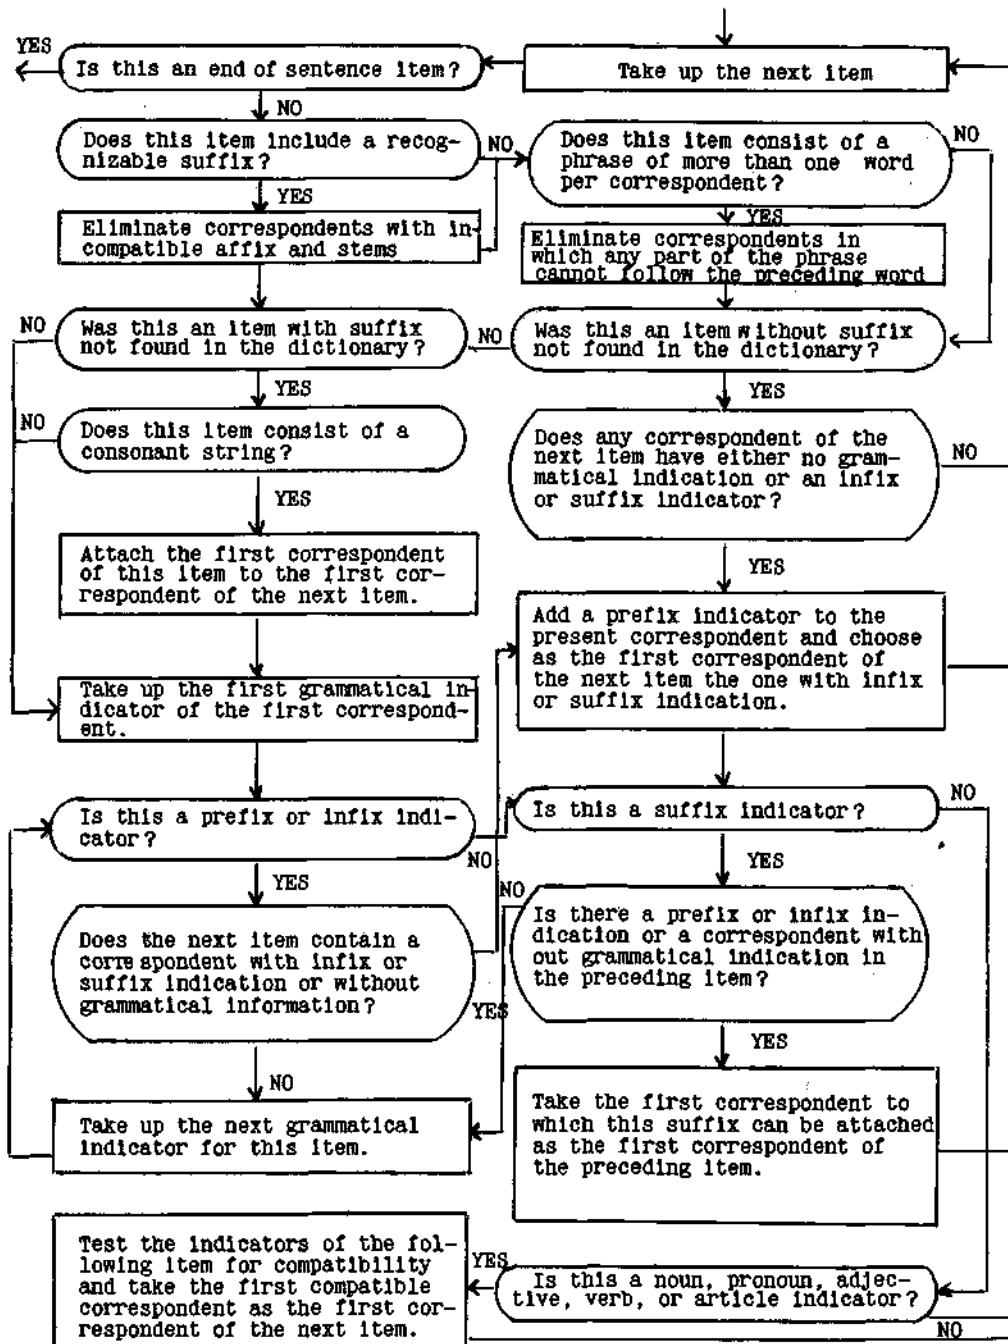 YES
Is this an end of sentence item?
Take up the next item
NO
Does this item include a recog-
nizable suffix?
NO
Does this item consist of a
phrase of more than one word
per correspondent?
NO
YES
Eliminate correspondents with in-
compatible affix and stems
YES
Eliminate correspondents in
which any part of the phrase
cannot follow the preceding word
NO
Was this an item with suffix
not found in the dictionary?
NO
Was this an item without suffix
not found in the dictionary?
YES
YES
NO
Does this item consist of a
consonant string?
Does any correspondent of the
next item have either no gram-
matical indication or an infix
or suffix indicator?
NO
YES
Attach the first correspondent
of this item to the first cor-
respondent of the next item.
YES
Add a prefix indicator to the
present correspondent and choose
as the first correspondent of
the next item the one with infix
or suffix indication.
Take up the first grammatical in-
dicator of the first correspond-
ent.
Is this a prefix or infix indi-
cator?
NO
Is this a suffix indicator?
NO
YES
YES
NO
Does the next item contain a
correspondent with infix or
suffix indication or without
grammatical information?
YES
Is there a prefix or infix in-
dication or a correspondent with
out grammatical indication in
the preceding item?
YES
NO
Take up the next grammatical
indicator for this item.
Take the first correspondent to
which this suffix can be attached
as the first correspondent of
the preceding item.
Test the indicators of the fol-
lowing item for compatibility
and take the first compatible
correspondent as the first cor-
respondent of the next item.
YES
Is this a noun, pronoun, adjec-
tive, verb, or article indicator?
NO